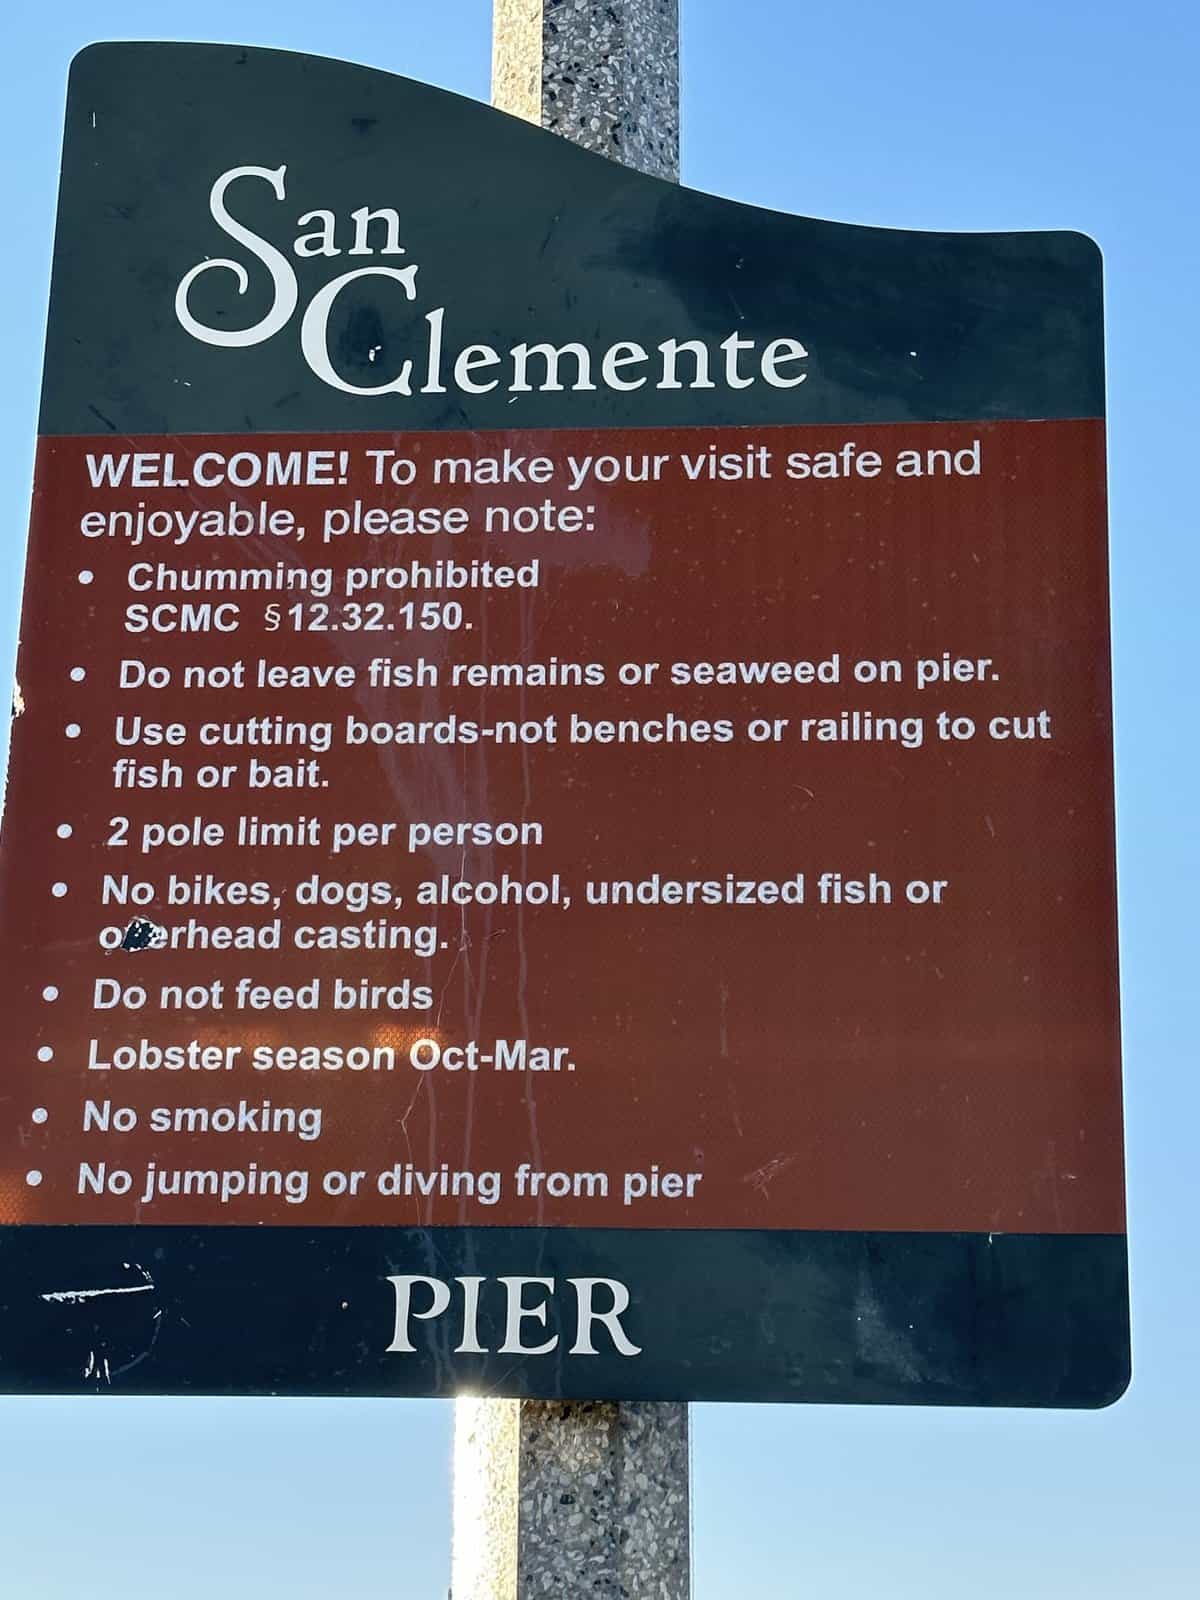 San
Clemente
WELCOME! To make your visit safe and
enjoyable, please note:
• Chumming prohibited
SCMC §12.32.150.
• Do not leave fish remains or seaweed on pier.
• Use cutting boards-not benches or railing to cut
fish or bait.
• 2 pole limit per person
• No bikes, dogs, alcohol, undersized fish or
overhead casting.
• Do not feed birds
• Lobster season Oct-Mar.
• No smoking
• No jumping or diving from pier
PIER